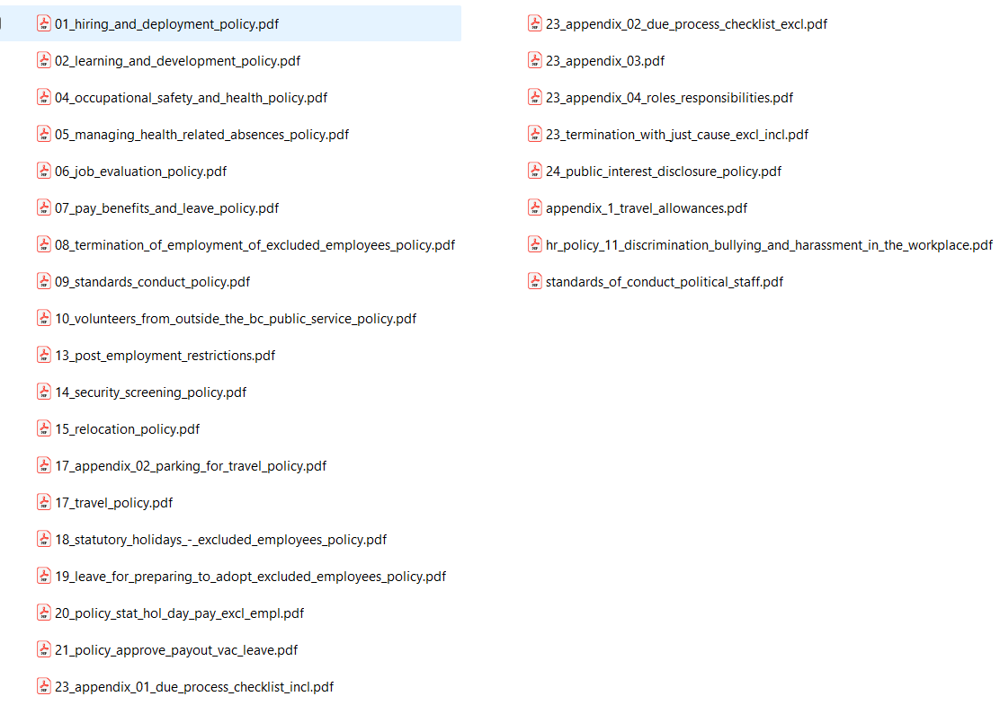 01_hiring_and_deployment_policy.pdf
02_learning_and_development_policy.pdf
04_occupational_safety_and_health_policy.pdf
05_managing_health_related_absences_policy.pdf
06_job_evaluation_policy.pdf
07_pay_benefits_and_leave_policy.pdf
08_termination_of_employment_of_excluded_employees_policy.pdf
09_standards_conduct_policy.pdf
10_volunteers_from_outside_the_bc_public_service_policy.pdf
13_post_employment_restrictions.pdf
14_security_screening_policy.pdf
15_relocation_policy.pdf
17_appendix_02_parking_for_travel_policy.pdf
17_travel_policy.pdf
18_statutory_holidays_-_excluded_employees_policy.pdf
19_leave_for_preparing_to_adopt_excluded_employees_policy.pdf
20_policy_stat_hol_day_pay_excl_empl.pdf
21_policy_approve_payout_vac_leave.pdf
23_appendix_01_due_process_checklist_incl.pdf
23_appendix_02_due_process_checklist_excl.pdf
23_appendix_03.pdf
23_appendix_04_roles_responsibilities.pdf
23_termination_with_just_cause_excl_incl.pdf
24_public_interest_disclosure_policy.pdf
appendix_1_travel_allowances.pdf
hr_policy_11_discrimination_bullying_and_harassment_in_the_workplace.pdf
standards_of_conduct_political_staff.pdf